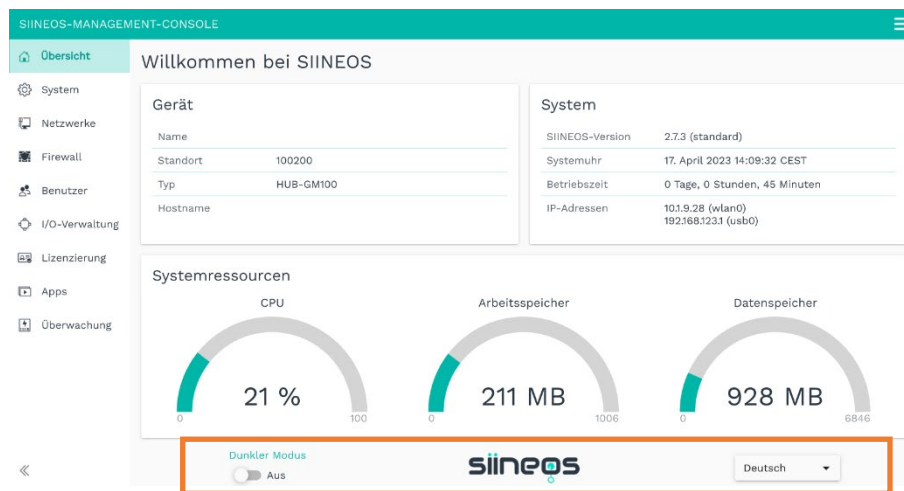 SIINEOS-MANAGEMENT-CONSOLE
Übersicht
System
Netzwerke
Firewall
Benutzer
I/O-Verwaltung
Lizenzierung
Apps
Überwachung
Willkommen bei SIINEOS
Gerät
Name
Standort 100200
Typ HUB-GM100
Hostname
System
SIINEOS-Version 2.7.3 (standard)
Systemuhr 17. April 2023 14:09:32 CEST
Betriebszeit 0 Tage, 0 Stunden, 45 Minuten
IP-Adressen 10.1.9.28 (wlan0)
192.168.123.1 (usb0)
Systemressourcen
CPU
21 %
0 100
Arbeitsspeicher
211 MB
0 1006
Datenspeicher
928 MB
0 6846
Dunkler Modus
Aus
siineos
Deutsch